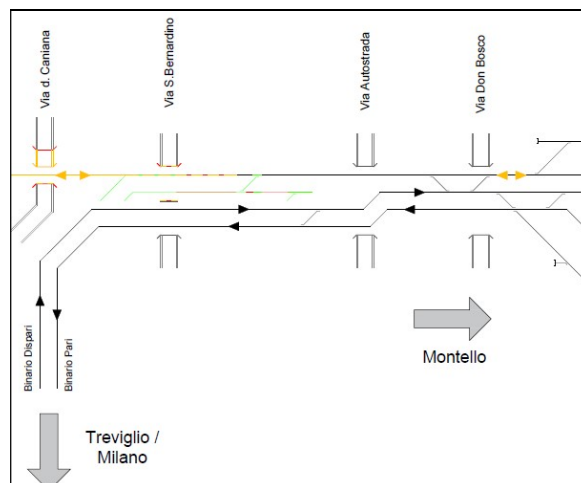 Via d. Caniana
Via S.Bernardino
Via Autostrada
Via Don Bosco
Binario Dispari
Binario Pari
Montello
Treviglio /
Milano